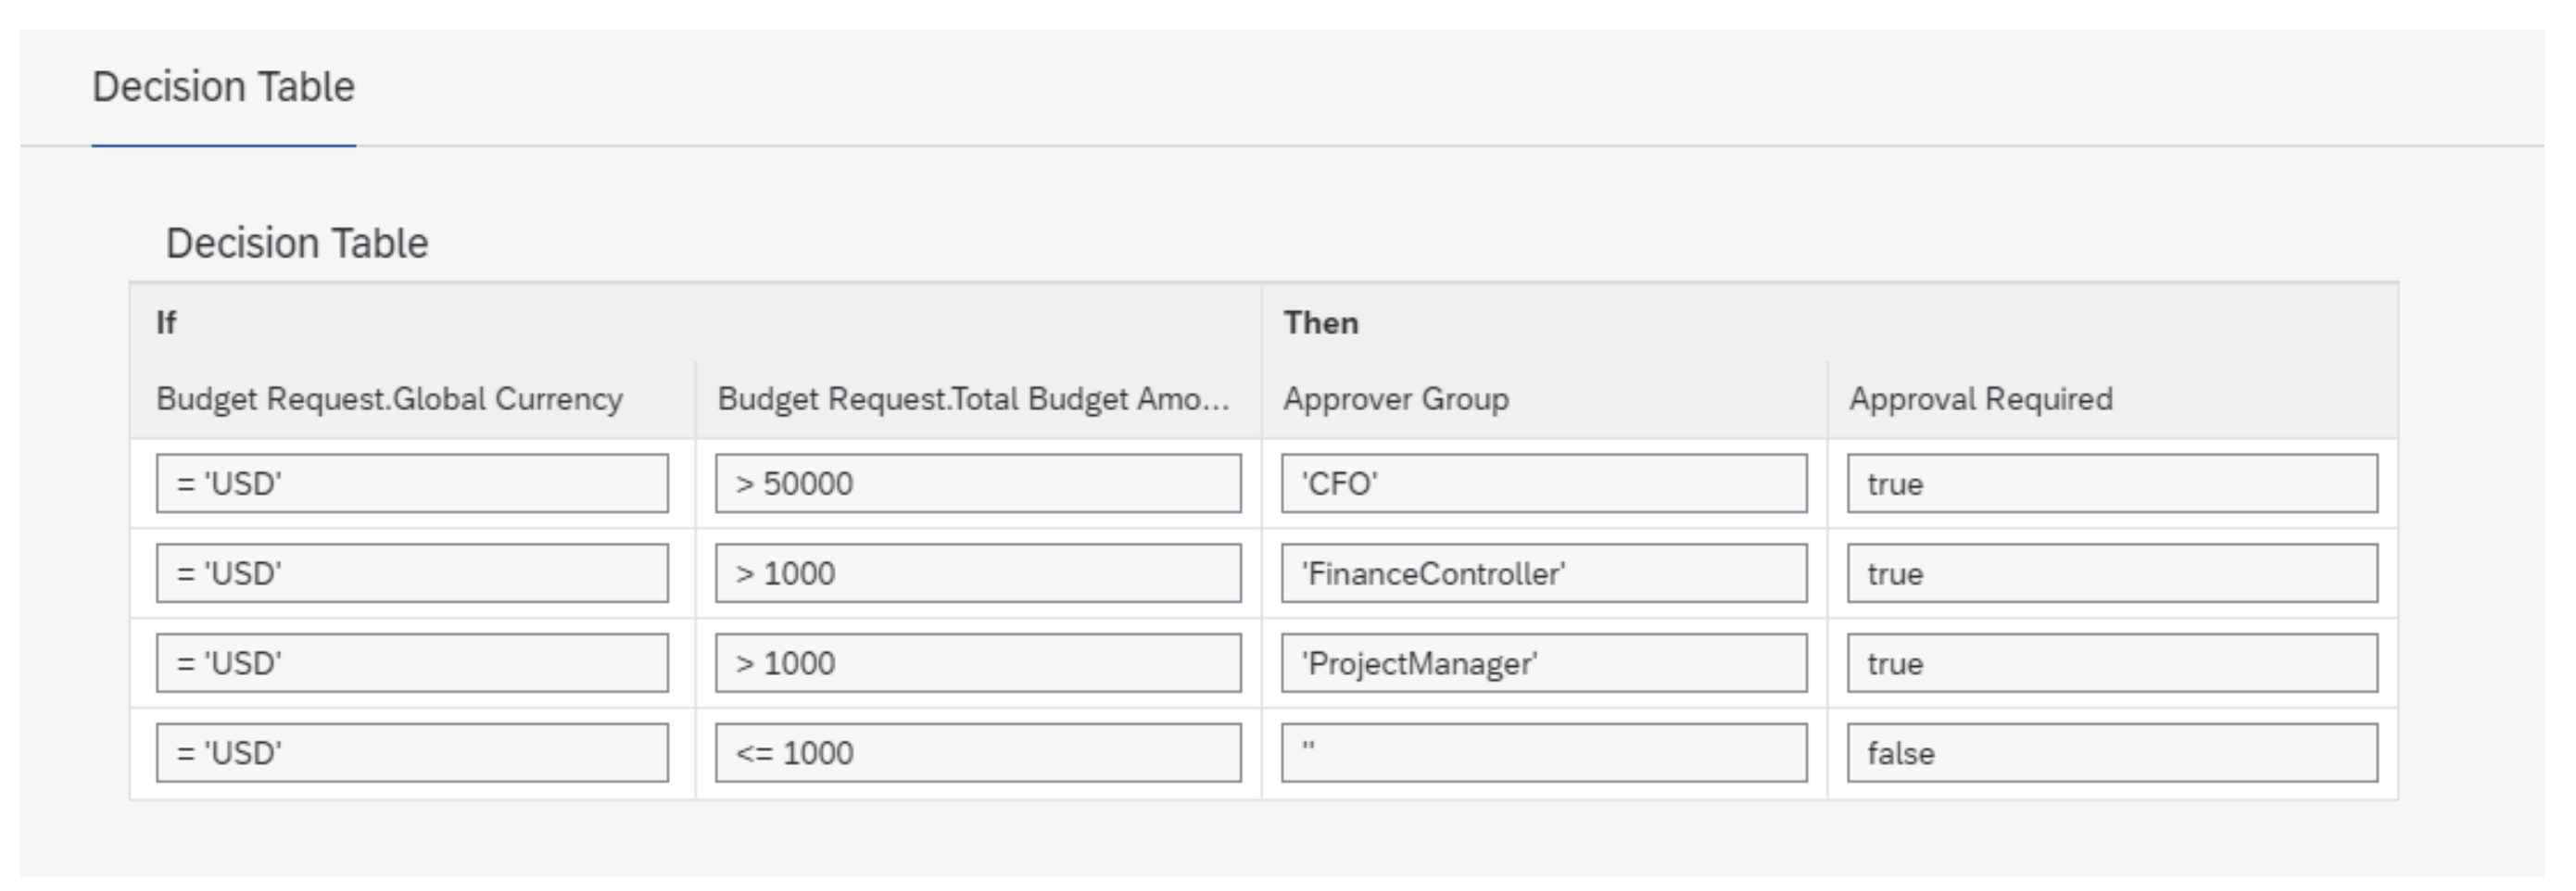 Decision Table
Decision Table
If Then
Budget Request.Global Currency Budget Request.Total Budget Amo... Approver Group Approval Required
= 'USD' > 50000 'CFO' true
= 'USD' > 1000 'FinanceController' true
= 'USD' > 1000 'ProjectManager' true
= 'USD' <= 1000 '' false